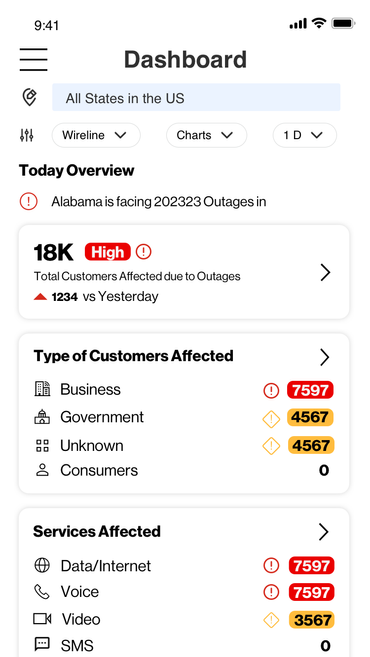 9:41
Dashboard
All States in the US
Wireline Charts 1 D
Today Overview
Alabama is facing 202323 Outages in
18K High
Total Customers Affected due to Outages
1234 vs Yesterday
Type of Customers Affected
Business 7597
Government 4567
Unknown 4567
Consumers 0
Services Affected
Data/Internet 7597
Voice 7597
Video 3567
SMS 0